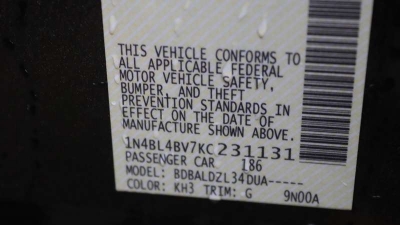 THIS VEHICLE CONFORMS TO
ALL APPLICABLE FEDERAL
MOTOR VEHICLE SAFETY,
BUMPER, AND THEFT
PREVENTION STANDARDS IN
EFFECT ON THE DATE OF
MANUFACTURE SHOWN ABOVE.
1N4BL4BV7KC231131
PASSENGER CAR 186
MODEL: BDBALDZL34DUA-----
COLOR: KH3 TRIM: G 9N00A